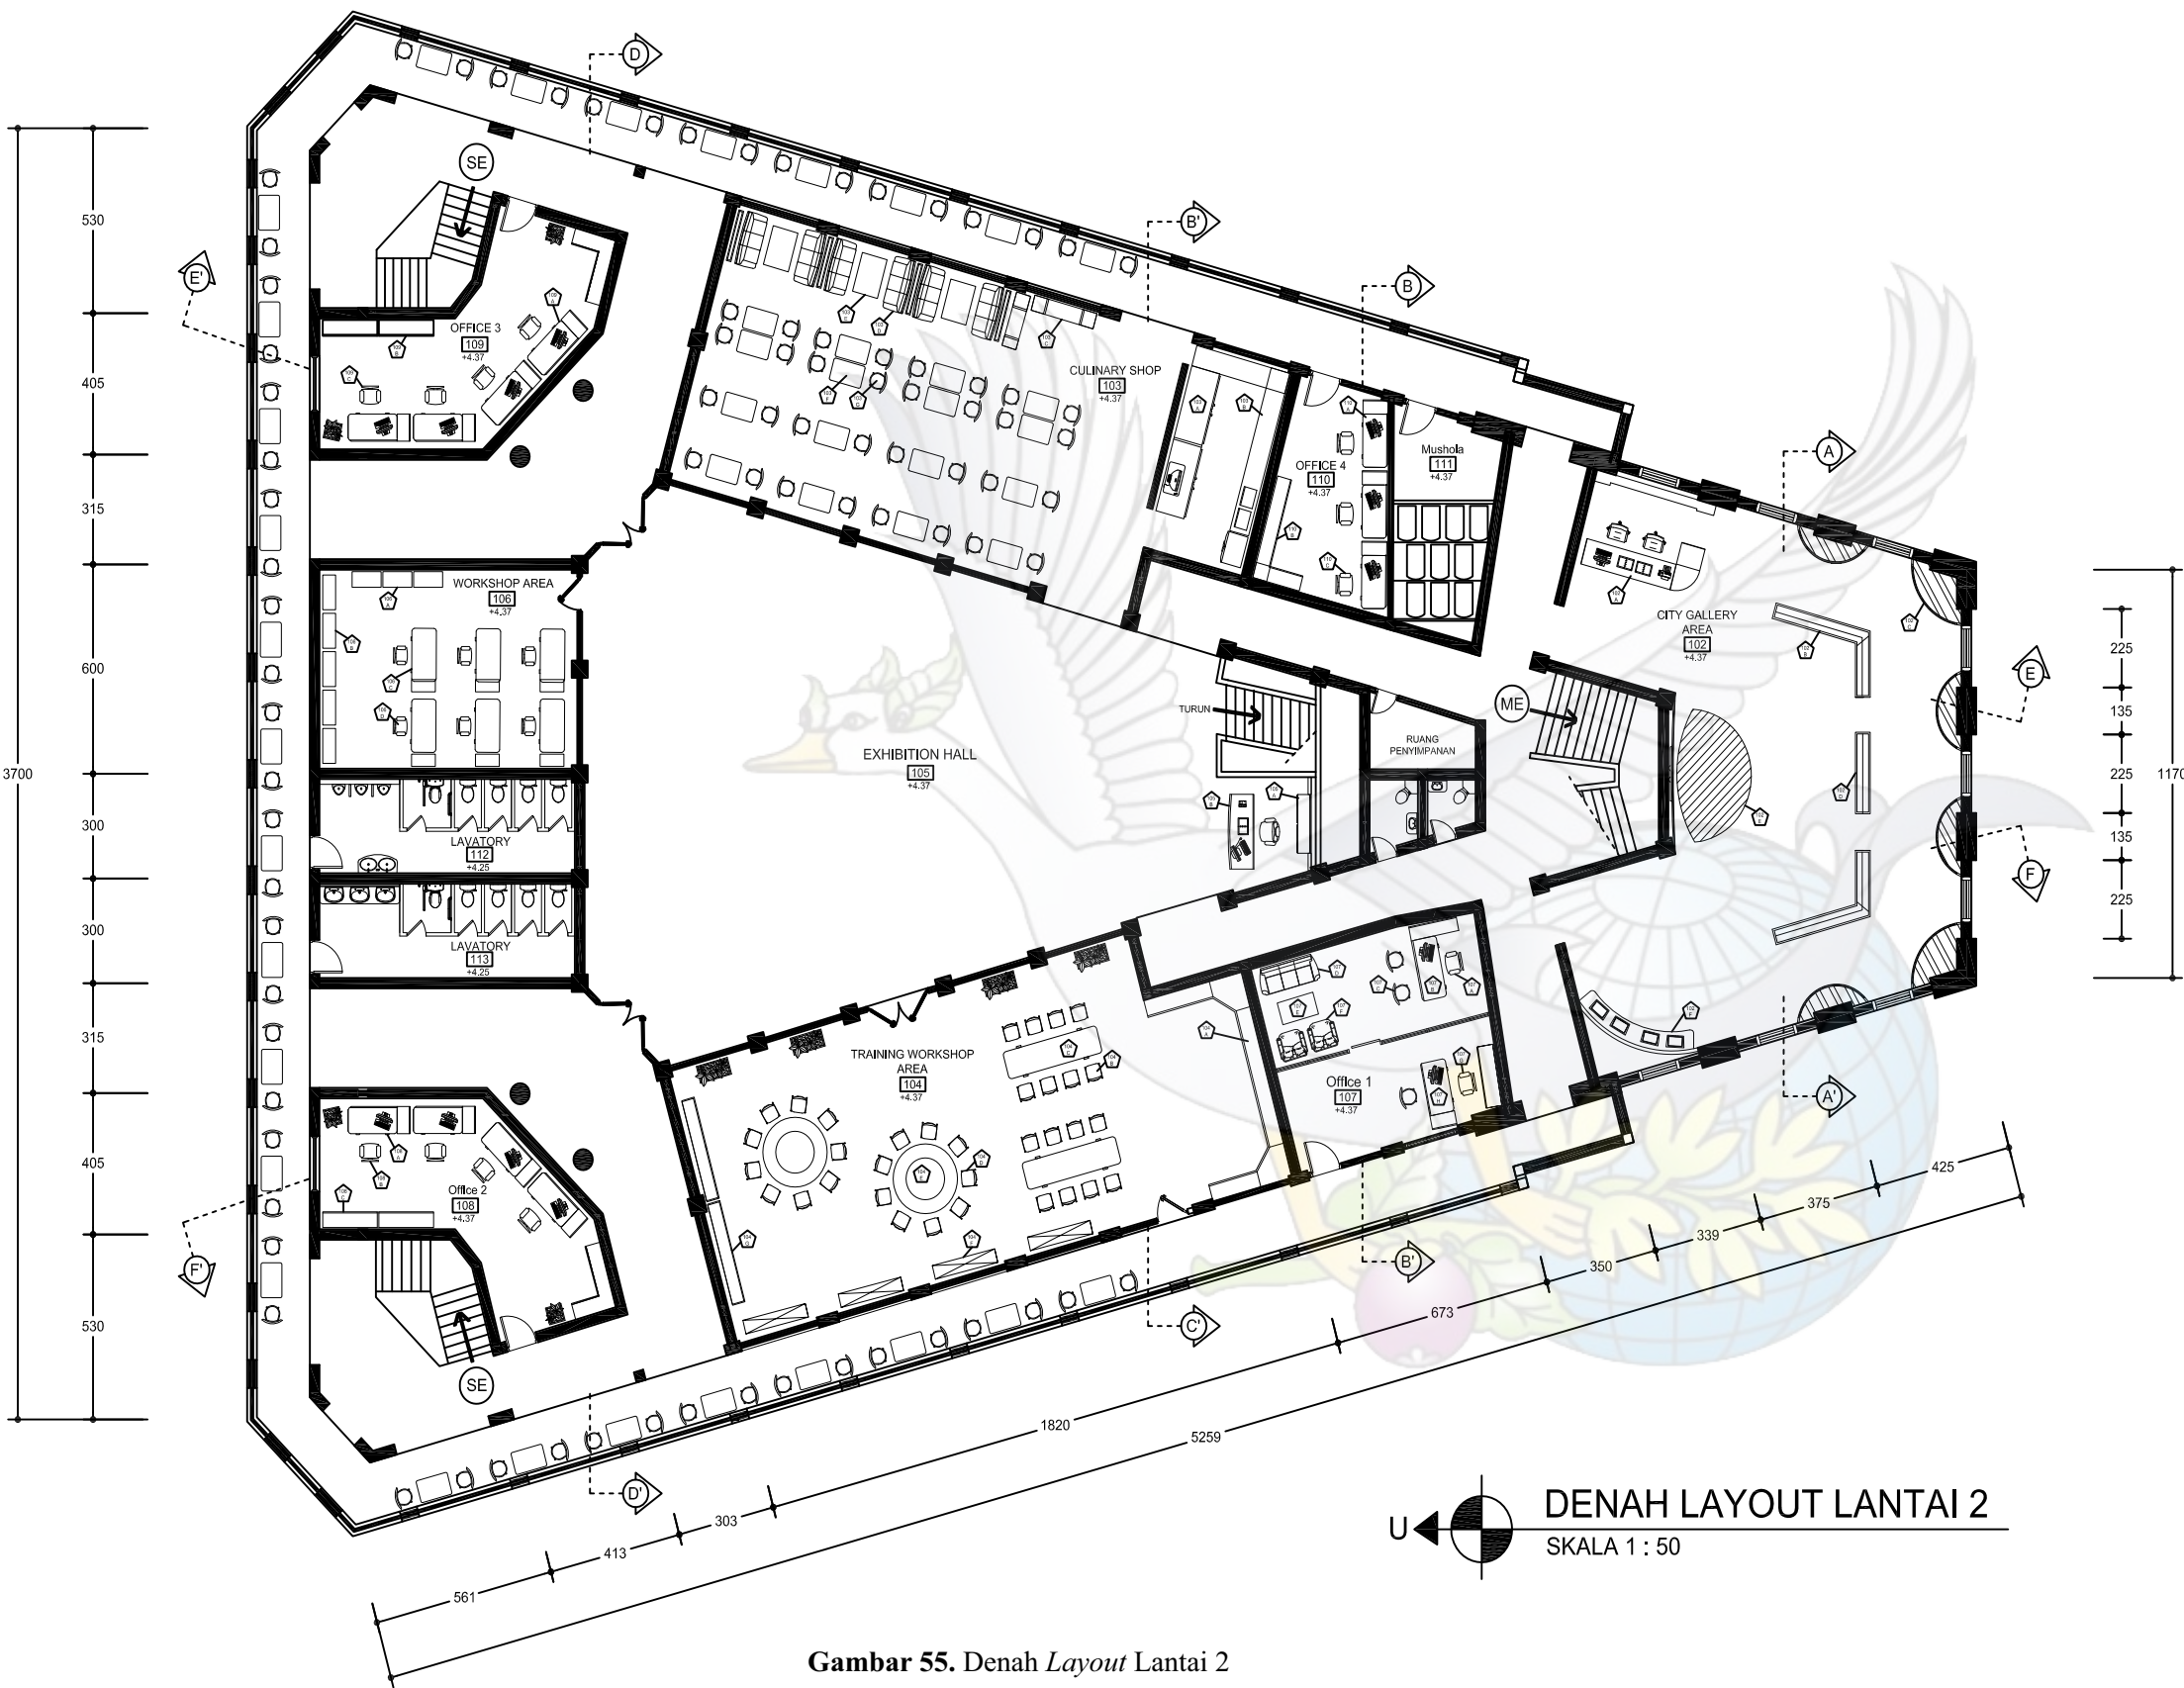 D
B'
B
A
SE
E'
OFFICE 3
109
+4.37
CULINARY SHOP
103
+4.37
OFFICE 4
110
+4.37
Mushola
111
+4.37
WORKSHOP AREA
106
+4.37
CITY GALLERY
AREA
102
+4.37
E
ME
TURUN
RUANG
PENYIMPANAN
EXHIBITION HALL
105
+4.37
LAVATORY
112
+4.25
LAVATORY
113
+4.25
F
TRAINING WORKSHOP
AREA
104
+4.37
Office 1
107
+4.37
A'
Office 2
108
+4.37
F'
SE
B'
C'
D'
530
405
315
600
300
300
315
405
530
3700
225
135
225
135
225
1170
561
413
303
1820
673
350
339
375
425
5259
U
DENAH LAYOUT LANTAI 2
SKALA 1 : 50
Gambar 55. Denah Layout Lantai 2